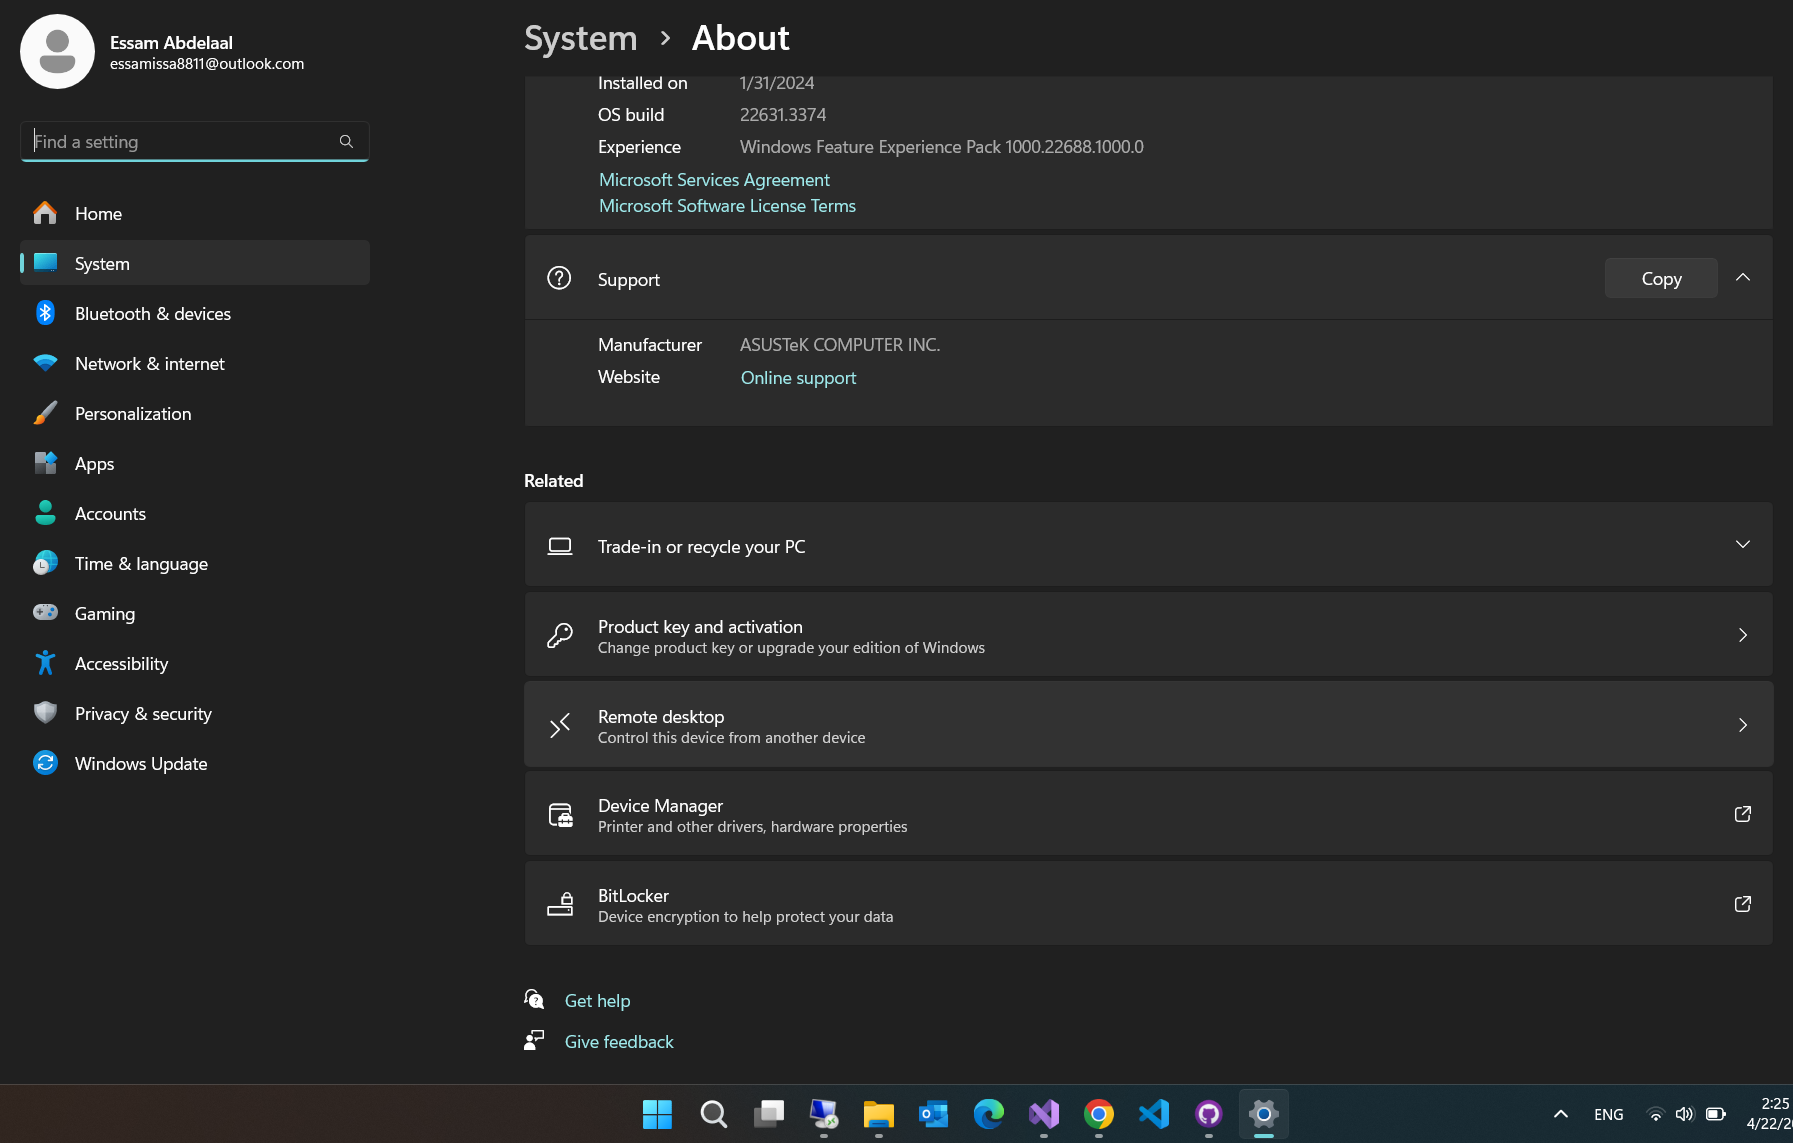 Essam Abdelaal
essamissa8811@outlook.com
Find a setting
Home
System
Bluetooth & devices
Network & internet
Personalization
Apps
Accounts
Time & language
Gaming
Accessibility
Privacy & security
Windows Update
System > About
Installed on 1/31/2024
OS build 22631.3374
Experience Windows Feature Experience Pack 1000.22688.1000.0
Microsoft Services Agreement
Microsoft Software License Terms
Support Copy
Manufacturer ASUSTeK COMPUTER INC.
Website Online support
Related
Trade-in or recycle your PC
Product key and activation
Change product key or upgrade your edition of Windows
Remote desktop
Control this device from another device
Device Manager
Printer and other drivers, hardware properties
BitLocker
Device encryption to help protect your data
Get help
Give feedback
ENG
2:25
4/22/2